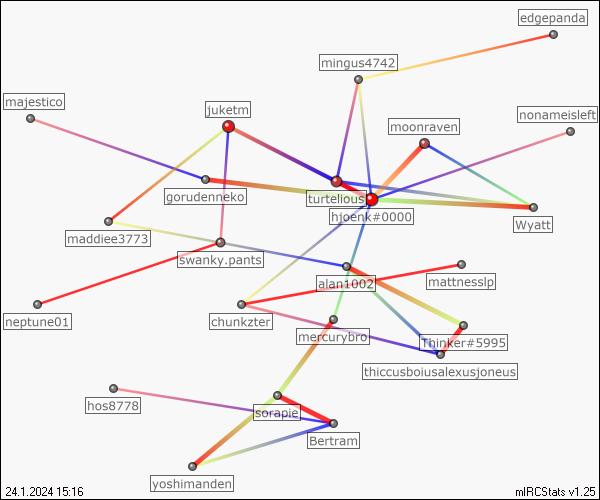 edgepanda
mingus4742
majestico
juketm
nonameisleft
moonraven
gorudenneko
turtelious
hjoenk#0000
Wyatt
maddiee3773
swanky.pants
alan1002
mattnesslp
neptune01
chunkzter
mercurybro
Thinker#5995
thiccusboiusalexusjoneus
hos8778
sorapie
Bertram
yoshimanden
24.1.2024 15:16
mIRCStats v1.25